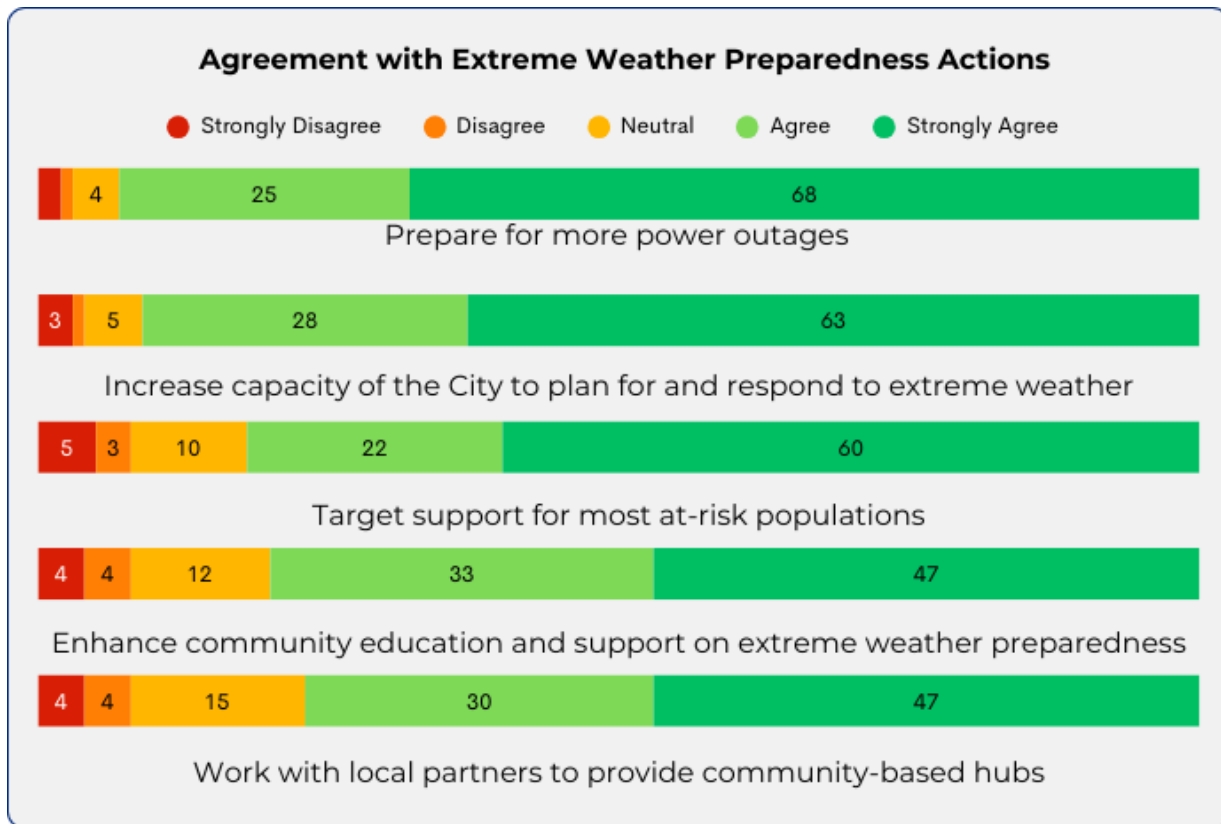 Agreement with Extreme Weather Preparedness Actions
Strongly Disagree Disagree Neutral Agree Strongly Agree
4 25 68
Prepare for more power outages
3 5 28 63
Increase capacity of the City to plan for and respond to extreme weather
5 3 10 22 60
Target support for most at-risk populations
4 4 12 33 47
Enhance community education and support on extreme weather preparedness
4 4 15 30 47
Work with local partners to provide community-based hubs